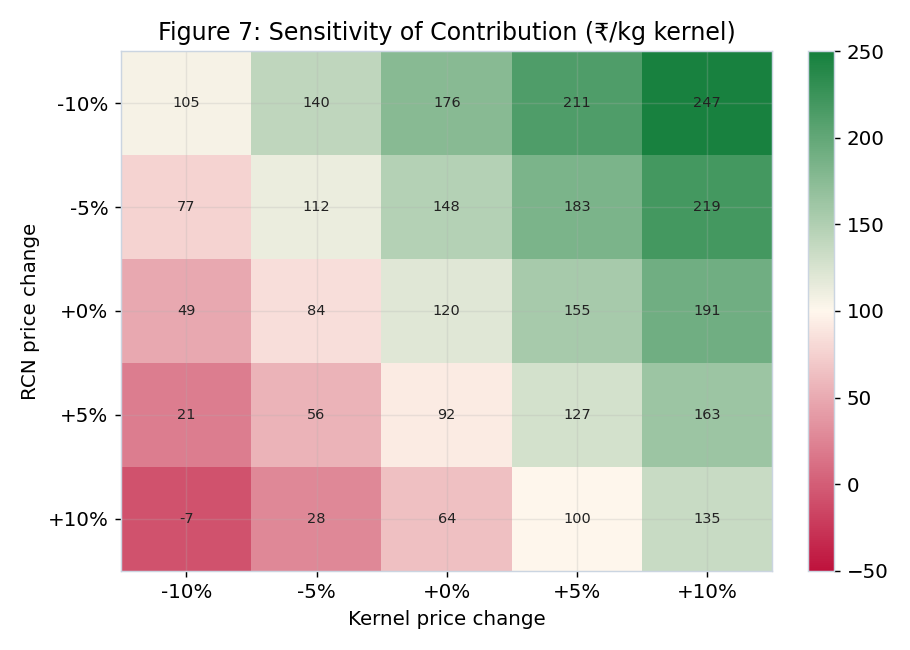 Figure 7: Sensitivity of Contribution (₹/kg kernel)
-10% 105 140 176 211 247
-5% 77 112 148 183 219
+0% 49 84 120 155 191
+5% 21 56 92 127 163
+10% -7 28 64 100 135
-10% -5% +0% +5% +10%
Kernel price change
RCN price change
250
200
150
100
50
0
−50